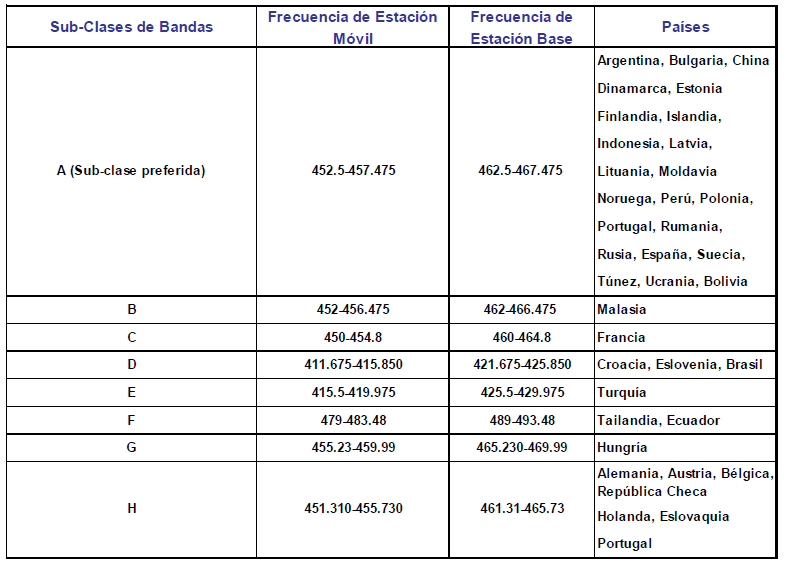 Sub-Clases de Bandas
Frecuencia de Estación
Móvil
Frecuencia de
Estación Base
Países
A (Sub-clase preferida)
452.5-457.475
462.5-467.475
Argentina, Bulgaria, China
Dinamarca, Estonia
Finlandia, Islandia,
Indonesia, Latvia,
Lituania, Moldavia
Noruega, Perú, Polonia,
Portugal, Rumania,
Rusia, España, Suecia,
Túnez, Ucrania, Bolivia
B
452-456.475
462-466.475
Malasia
C
450-454.8
460-464.8
Francia
D
411.675-415.850
421.675-425.850
Croacia, Eslovenia, Brasil
E
415.5-419.975
425.5-429.975
Turquía
F
479-483.48
489-493.48
Tailandia, Ecuador
G
455.23-459.99
465.230-469.99
Hungría
H
451.310-455.730
461.31-465.73
Alemania, Austria, Bélgica,
República Checa
Holanda, Eslovaquia
Portugal